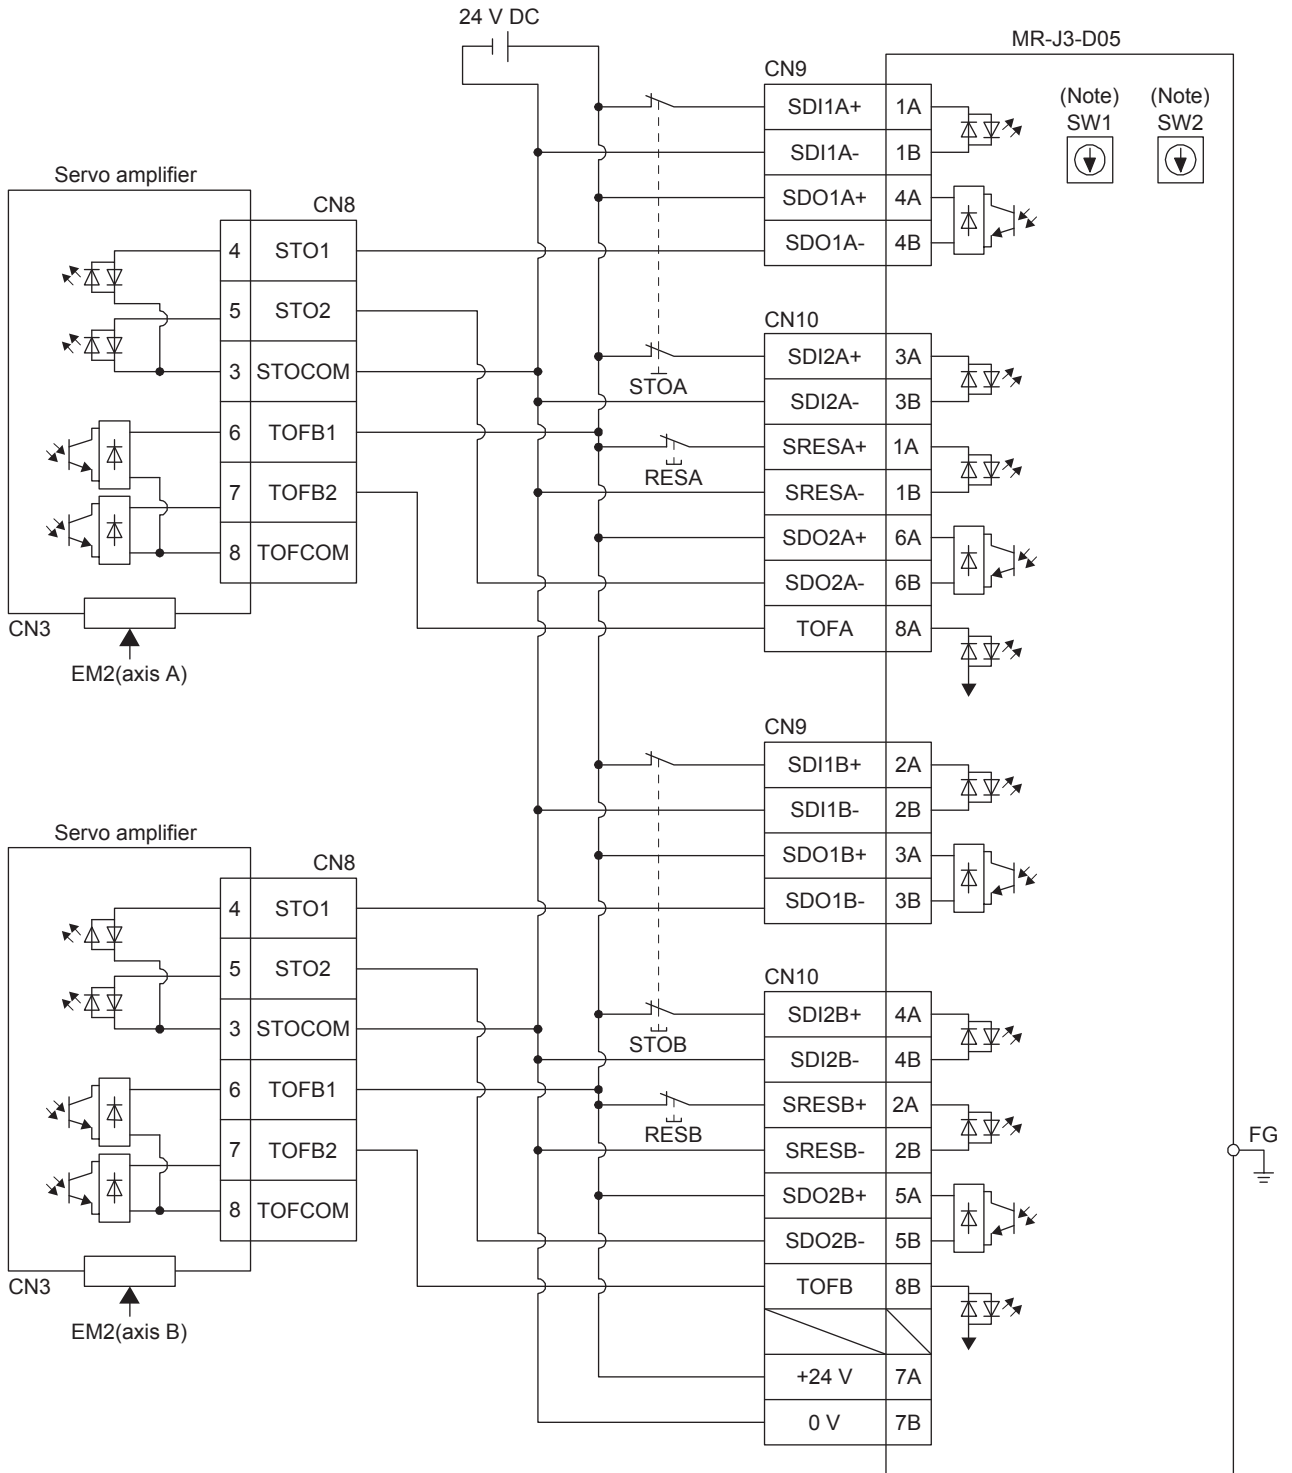 24 V DC
MR-J3-D05
(Note) SW1
(Note) SW2
CN9
SDI1A+ 1A
SDI1A- 1B
SDO1A+ 4A
SDO1A- 4B
Servo amplifier
CN8
4 STO1
5 STO2
3 STOCOM
6 TOFB1
7 TOFB2
8 TOFCOM
CN3
EM2(axis A)
STOA
RESA
CN10
SDI2A+ 3A
SDI2A- 3B
SRESA+ 1A
SRESA- 1B
SDO2A+ 6A
SDO2A- 6B
TOFA 8A
CN9
SDI1B+ 2A
SDI1B- 2B
SDO1B+ 3A
SDO1B- 3B
Servo amplifier
CN8
4 STO1
5 STO2
3 STOCOM
6 TOFB1
7 TOFB2
8 TOFCOM
CN3
EM2(axis B)
STOB
RESB
CN10
SDI2B+ 4A
SDI2B- 4B
SRESB+ 2A
SRESB- 2B
SDO2B+ 5A
SDO2B- 5B
TOFB 8B
+24 V 7A
0 V 7B
FG